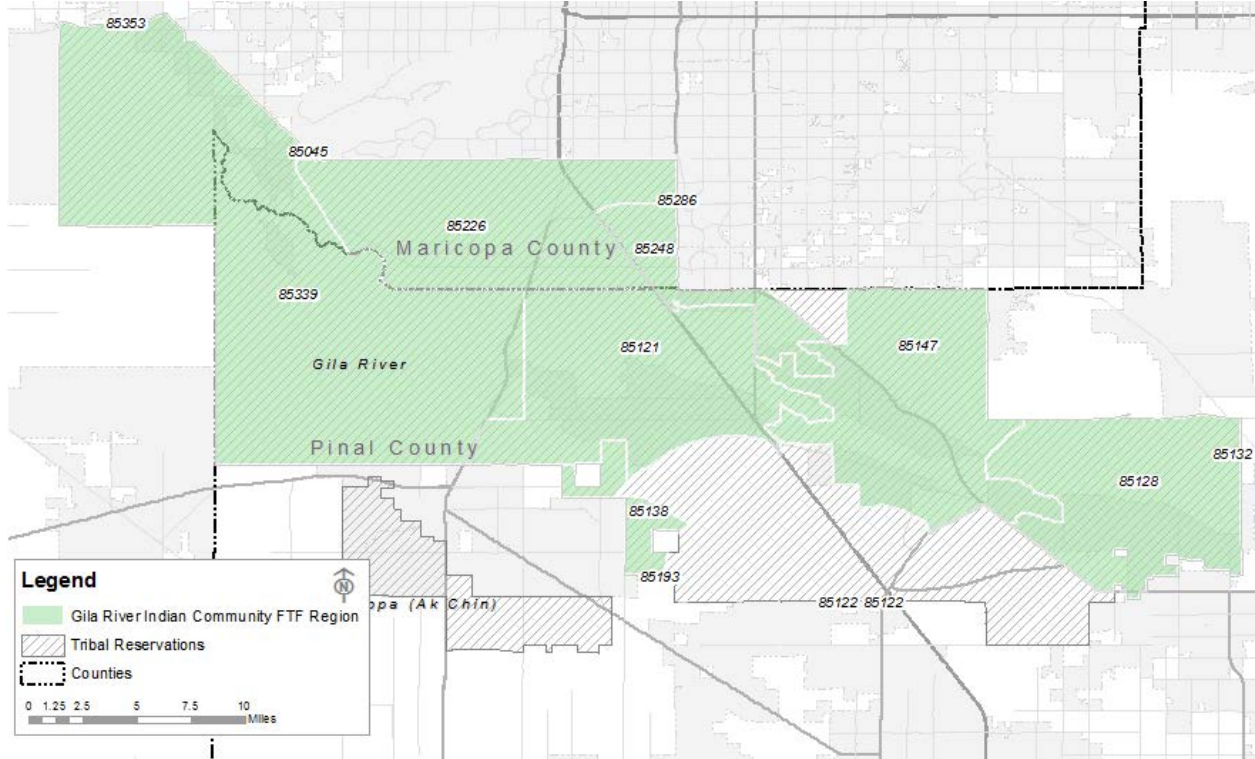 85353
85045
85286
85226
85248
Maricopa County
85339
85121
85147
Gila River
Pinal County
85132
85128
85138
85193
85122 85122
opa (Ak Chin)
Legend
N
Gila River Indian Community FTF Region
Tribal Reservations
Counties
0 1.25 2.5 5 7.5 10
Miles